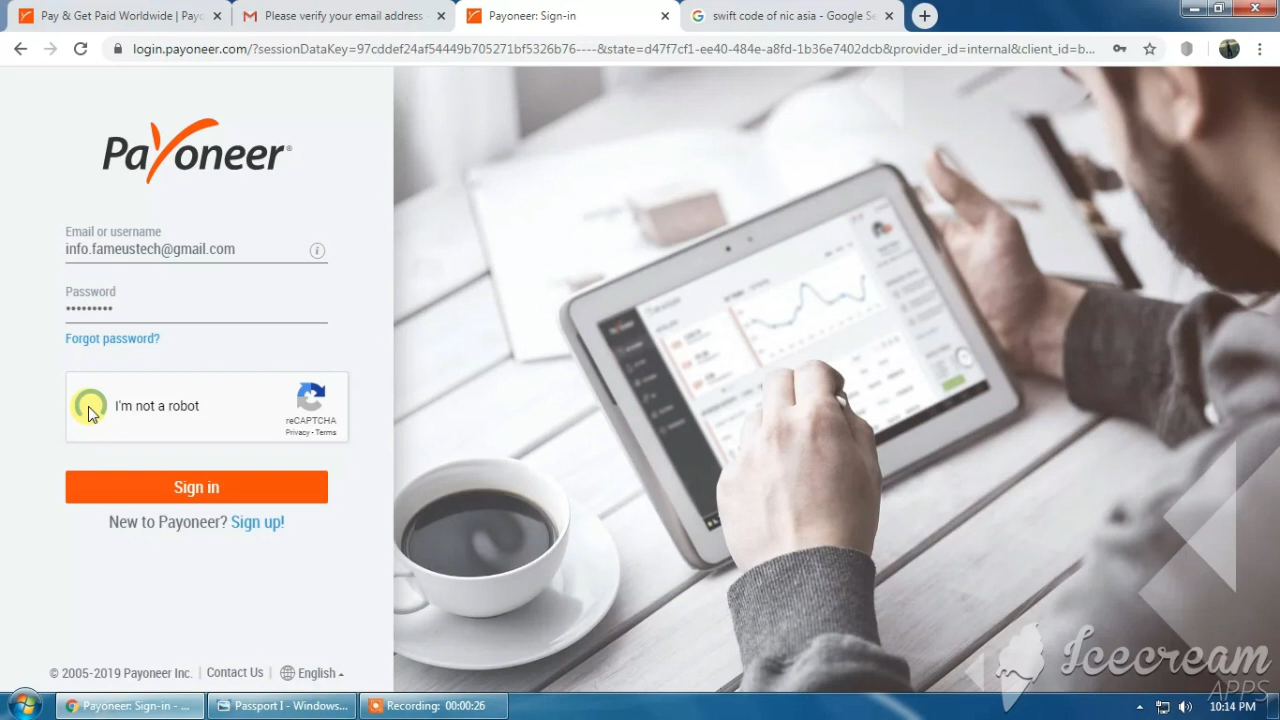 Pay & Get Paid Worldwide | Payo
Please verify your email address
Payoneer: Sign-in
swift code of nic asia - Google Se
login.payoneer.com/?sessionDataKey=97cddef24af54449b705271bf5326b76----&state=d47f7cf1-ee40-484e-a8fd-1b36e7402dcb&provider_id=internal&client_id=b...
Payoneer
Email or username
info.fameustech@gmail.com
Password
Forgot password?
I'm not a robot
reCAPTCHA
Privacy - Terms
Sign in
New to Payoneer? Sign up!
© 2005-2019 Payoneer Inc. | Contact Us | English
Icecream
APPS
Payoneer: Sign-in - ...
Passport I - Windows...
Recording: 00:00:26
10:14 PM